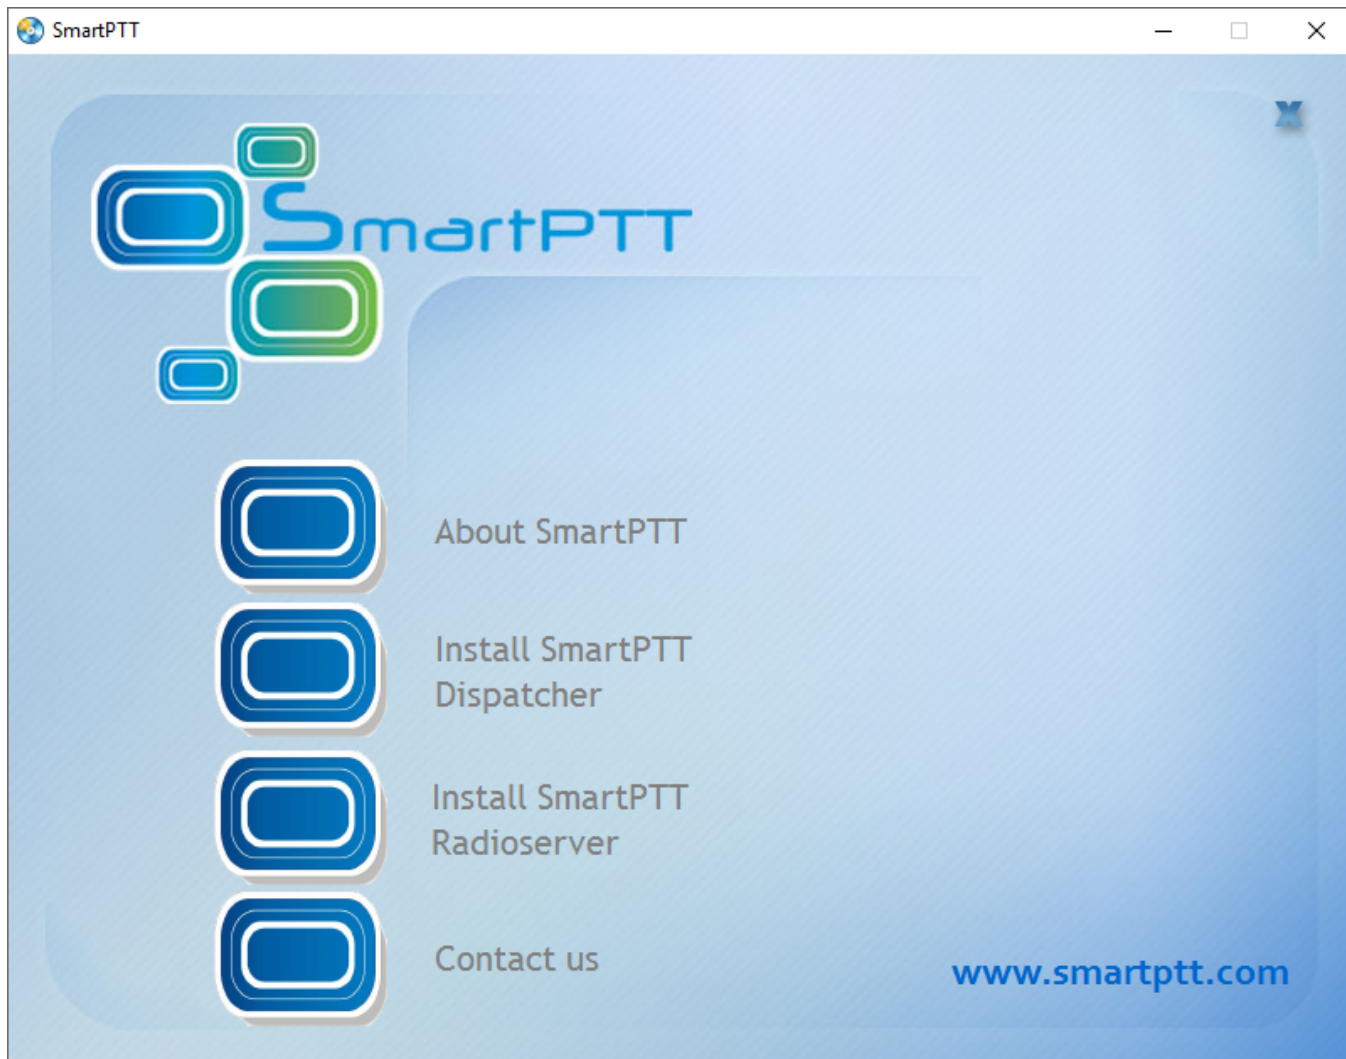 SmartPTT
SmartPTT
About SmartPTT
Install SmartPTT
Dispatcher
Install SmartPTT
Radioserver
Contact us
www.smartptt.com